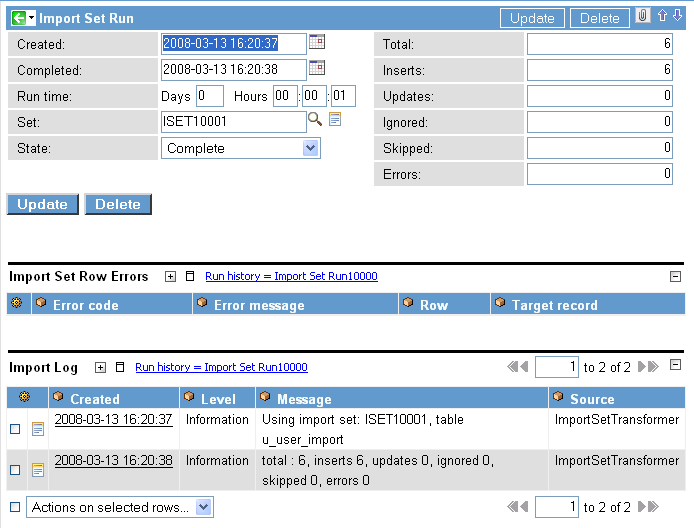 Import Set Run Update Delete
Created: 2008-03-13 16:20:37 Total: 6
Completed: 2008-03-13 16:20:38 Inserts: 6
Run time: Days 0 Hours 00 : 00 : 01 Updates: 0
Set: ISET10001 Ignored: 0
State: Complete Skipped: 0
Errors: 0
Update Delete
Import Set Row Errors Run history = Import Set Run10000
Error code Error message Row Target record
Import Log Run history = Import Set Run10000 1 to 2 of 2
Created Level Message Source
2008-03-13 16:20:37 Information Using import set: ISET10001, table ImportSetTransformer
u_user_import
2008-03-13 16:20:38 Information total : 6, inserts 6, updates 0, ignored 0, ImportSetTransformer
skipped 0, errors 0
Actions on selected rows... 1 to 2 of 2